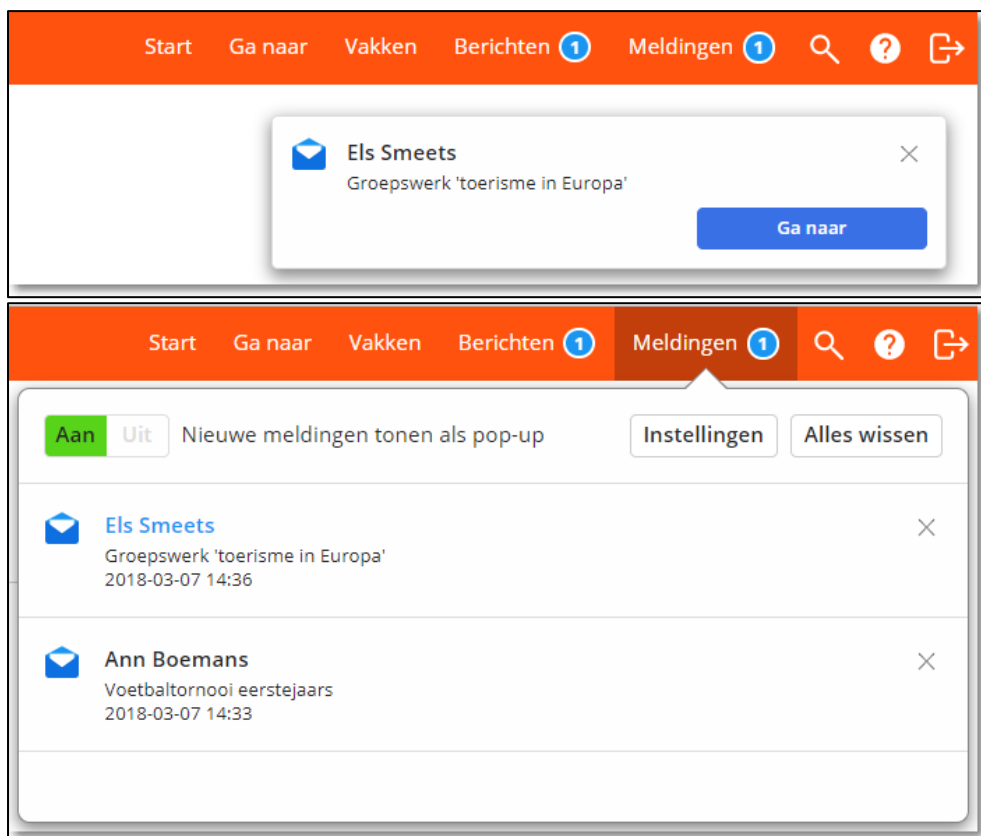 Start Ga naar Vakken Berichten 1 Meldingen 1 ?
Els Smeets
Groepswerk 'toerisme in Europa'
Ga naar
Start Ga naar Vakken Berichten 1 Meldingen 1 ?
Aan Uit Nieuwe meldingen tonen als pop-up Instellingen Alles wissen
Els Smeets
Groepswerk 'toerisme in Europa'
2018-03-07 14:36
Ann Boemans
Voetbaltornooi eerstejaars
2018-03-07 14:33